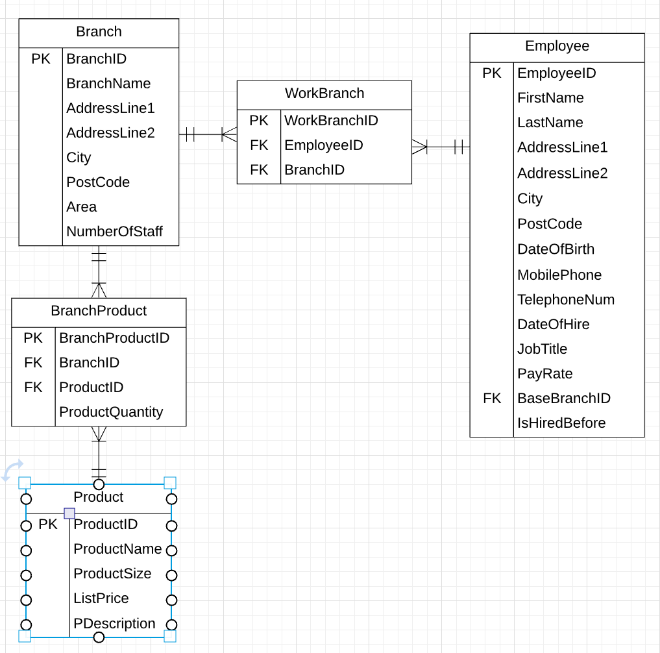 Branch
PK BranchID
BranchName
AddressLine1
AddressLine2
City
PostCode
Area
NumberOfStaff
WorkBranch
PK WorkBranchID
FK EmployeeID
FK BranchID
Employee
PK EmployeeID
FirstName
LastName
AddressLine1
AddressLine2
City
PostCode
DateOfBirth
MobilePhone
TelephoneNum
DateOfHire
JobTitle
PayRate
FK BaseBranchID
IsHiredBefore
BranchProduct
PK BranchProductID
FK BranchID
FK ProductID
ProductQuantity
Product
PK ProductID
ProductName
ProductSize
ListPrice
PDescription